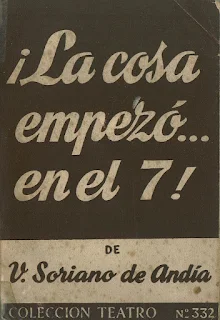 ¡La cosa
empezó...
en el 7!
DE
V. Soriano de Andía
COLECCION TEATRO Nº 332